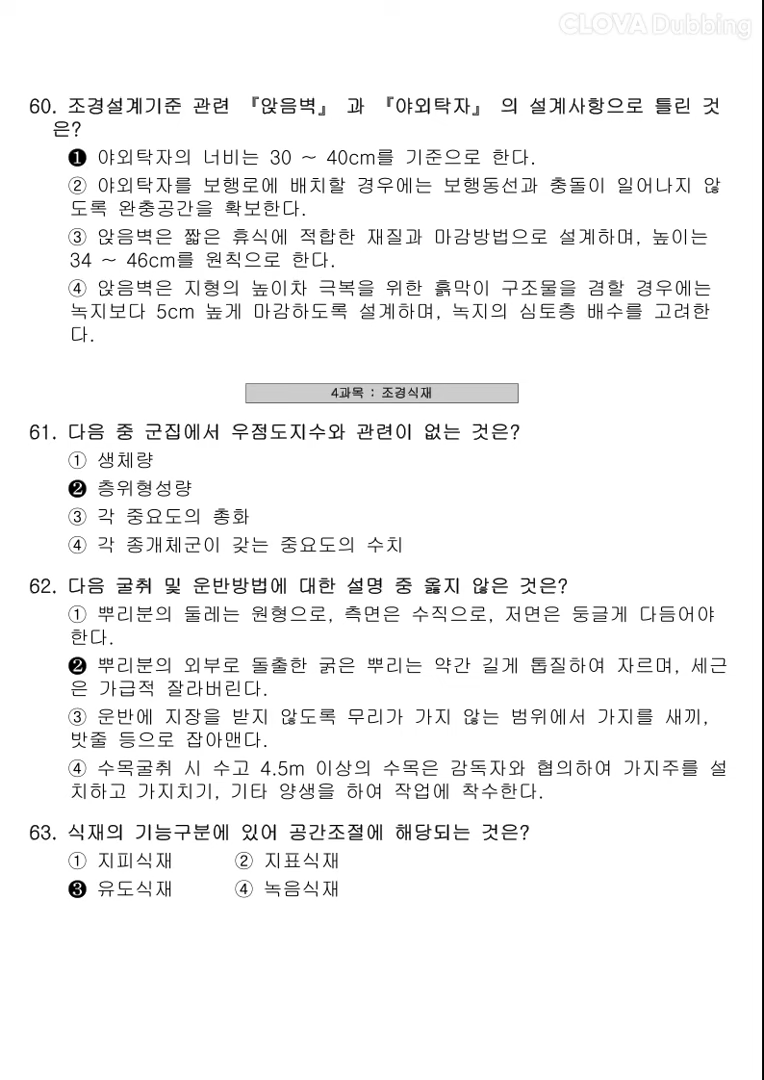 CLOVA Dubbing
60. 조경설계기준 관련 『앉음벽』 과 『야외탁자』 의 설계사항으로 틀린 것
은?
❶ 야외탁자의 너비는 30 ~ 40cm를 기준으로 한다.
② 야외탁자를 보행로에 배치할 경우에는 보행동선과 충돌이 일어나지 않
도록 완충공간을 확보한다.
③ 앉음벽은 짧은 휴식에 적합한 재질과 마감방법으로 설계하며, 높이는
34 ~ 46cm를 원칙으로 한다.
④ 앉음벽은 지형의 높이차 극복을 위한 흙막이 구조물을 겸할 경우에는
녹지보다 5cm 높게 마감하도록 설계하며, 녹지의 심토층 배수를 고려한
다.
4과목 : 조경식재
61. 다음 중 군집에서 우점도지수와 관련이 없는 것은?
① 생체량
❷ 층위형성량
③ 각 중요도의 총화
④ 각 종개체군이 갖는 중요도의 수치
62. 다음 굴취 및 운반방법에 대한 설명 중 옳지 않은 것은?
① 뿌리분의 둘레는 원형으로, 측면은 수직으로, 저면은 둥글게 다듬어야
한다.
❷ 뿌리분의 외부로 돌출한 굵은 뿌리는 약간 길게 톱질하여 자르며, 세근
은 가급적 잘라버린다.
③ 운반에 지장을 받지 않도록 무리가 가지 않는 범위에서 가지를 새끼,
밧줄 등으로 잡아맨다.
④ 수목굴취 시 수고 4.5m 이상의 수목은 감독자와 협의하여 가지주를 설
치하고 가지치기, 기타 양생을 하여 작업에 착수한다.
63. 식재의 기능구분에 있어 공간조절에 해당되는 것은?
① 지피식재 ② 지표식재
❸ 유도식재 ④ 녹음식재